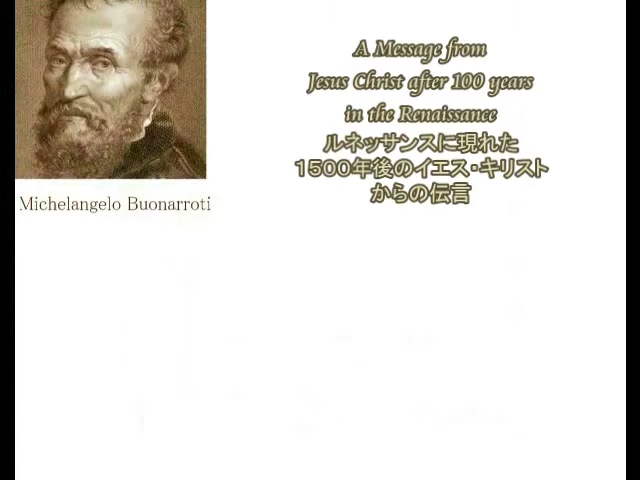 A Message from
Jesus Christ after 100 years
in the Renaissance
ルネッサンスに現れた
1500年後のイエス・キリスト
からの伝言
Michelangelo Buonarroti